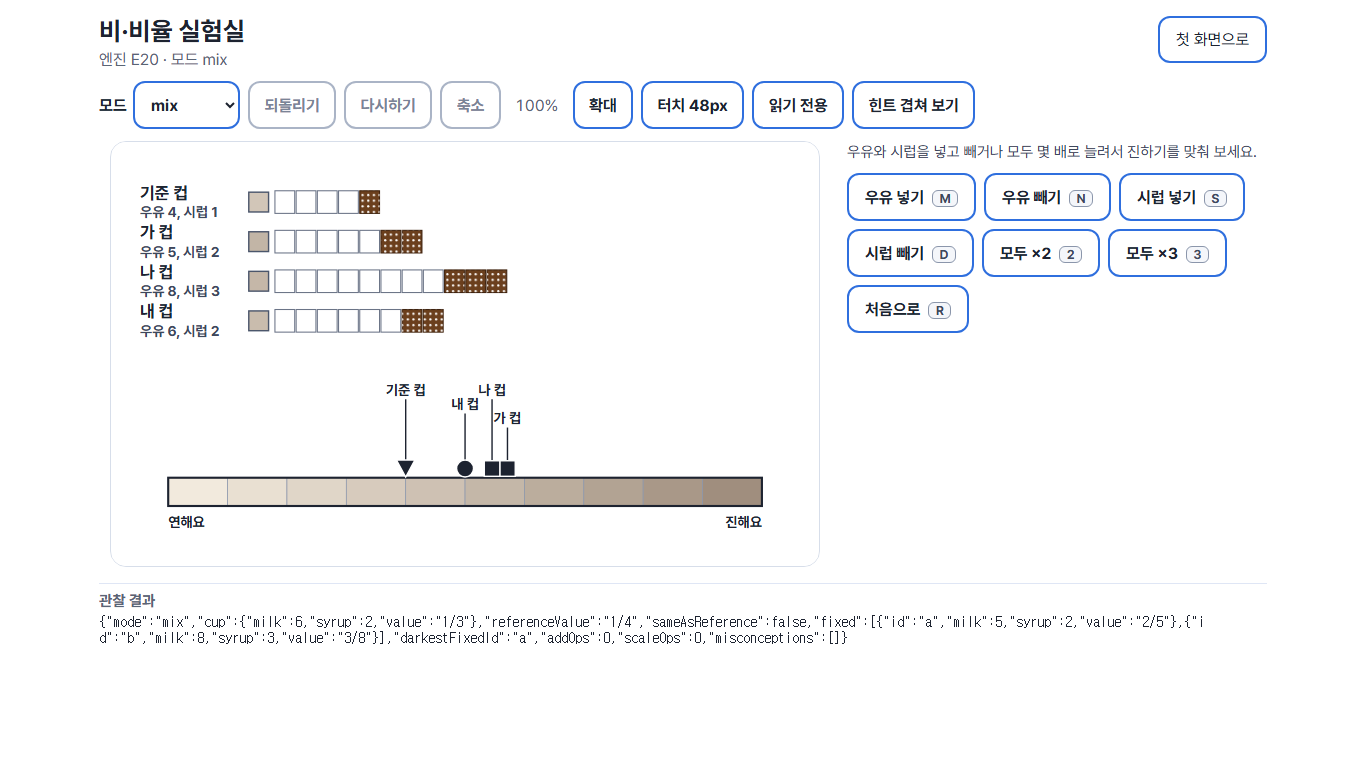 비·비율 실험실
엔진 E20 · 모드 mix
첫 화면으로
모드 mix 되돌리기 다시하기 축소 100% 확대 터치 48px 읽기 전용 힌트 겹쳐 보기
우유와 시럽을 넣고 빼거나 모두 몇 배로 늘려서 진하기를 맞춰 보세요.
우유 넣기 M 우유 빼기 N 시럽 넣기 S
시럽 빼기 D 모두 ×2 2 모두 ×3 3
처음으로 R
기준 컵
우유 4, 시럽 1
가 컵
우유 5, 시럽 2
나 컵
우유 8, 시럽 3
내 컵
우유 6, 시럽 2
기준 컵 나 컵
내 컵
가 컵
연해요 진해요
관찰 결과
{"mode":"mix","cup":{"milk":6,"syrup":2,"value":"1/3"},"referenceValue":"1/4","sameAsReference":false,"fixed":[{"id":"a","milk":5,"syrup":2,"value":"2/5"},{"i
d":"b","milk":8,"syrup":3,"value":"3/8"}],"darkestFixedId":"a","addOps":0,"scaleOps":0,"misconceptions":[]}